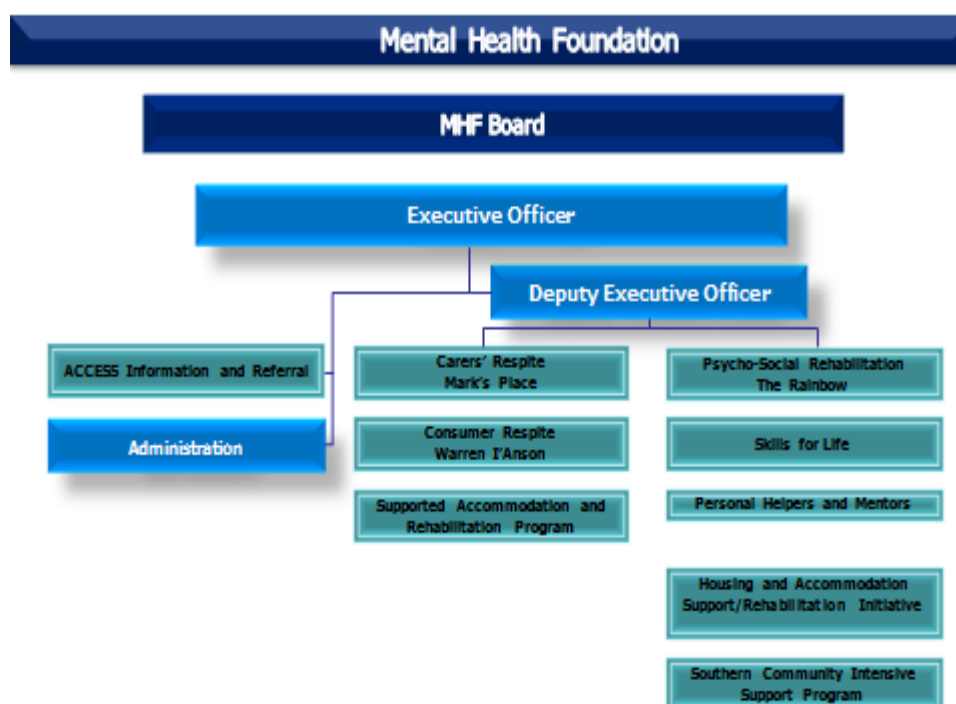 Mental Health Foundation
MHF Board
Executive Officer
Deputy Executive Officer
ACCESS Information and Referral
Administration
Carers' Respite
Mark's Place
Consumer Respite
Warren I'Anson
Supported Accommodation and
Rehabilitation Program
Psycho-Social Rehabilitation
The Rainbow
Skills for Life
Personal Helpers and Mentors
Housing and Accommodation
Support/Rehabilitation Initiative
Southern Community Intensive
Support Program